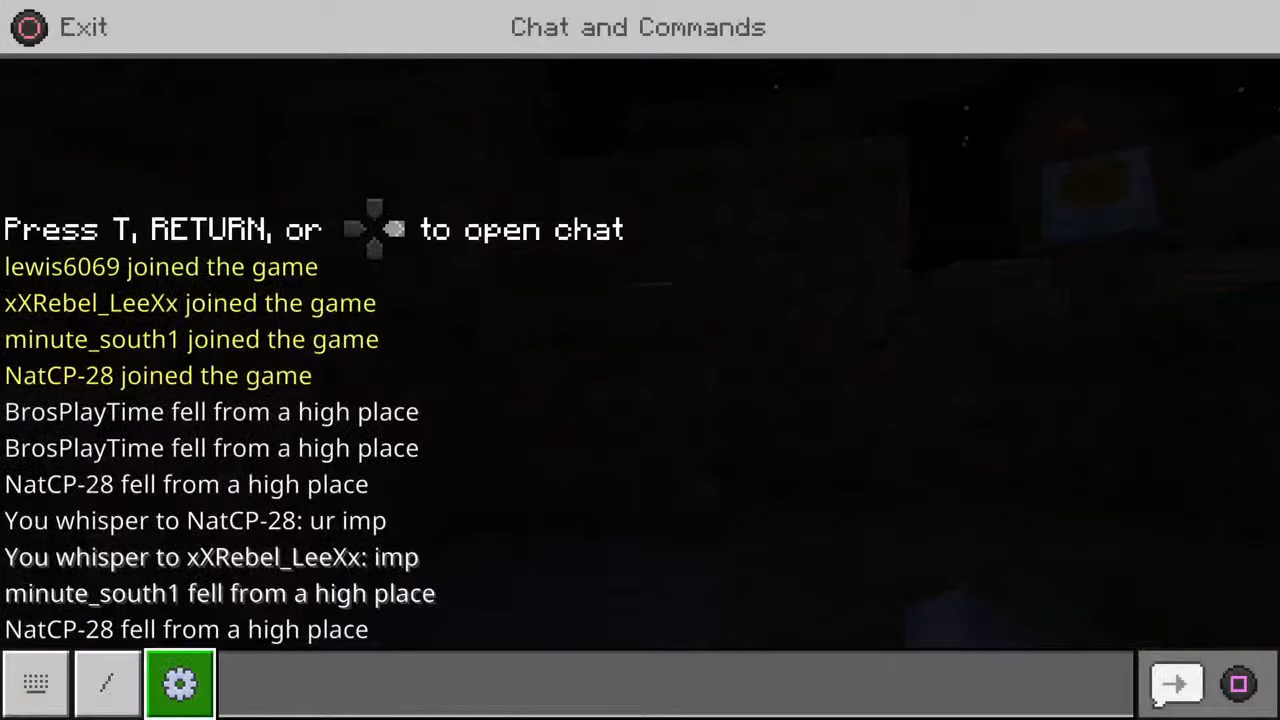 Exit
Chat and Commands
Press T, RETURN, or to open chat
lewis6069 joined the game
xXRebel_LeeXx joined the game
minute_south1 joined the game
NatCP-28 joined the game
BrosPlayTime fell from a high place
BrosPlayTime fell from a high place
NatCP-28 fell from a high place
You whisper to NatCP-28: ur imp
You whisper to xXRebel_LeeXx: imp
minute_south1 fell from a high place
NatCP-28 fell from a high place
/